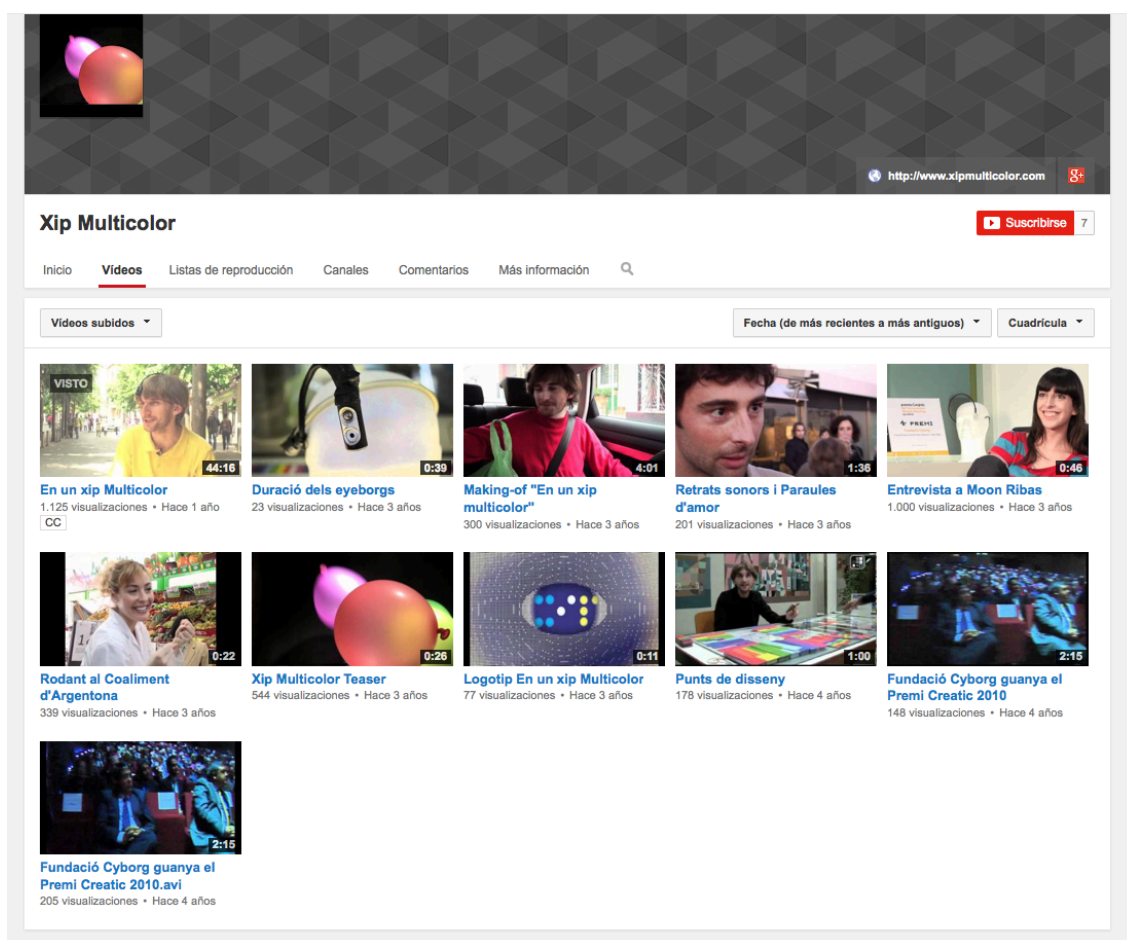 http://www.xipmulticolor.com
Xip Multicolor
Suscribirse 7
Inicio Vídeos Listas de reproducción Canales Comentarios Más información
Vídeos subidos Fecha (de más recientes a más antiguos) Cuadrícula
VISTO
PREMI
44:16 0:39 4:01 1:36 0:46
En un xip Multicolor
1.125 visualizaciones • Hace 1 año
CC
Duració dels eyeborgs
23 visualizaciones • Hace 3 años
Making-of "En un xip
multicolor"
300 visualizaciones • Hace 3 años
Retrats sonors i Paraules
d'amor
201 visualizaciones • Hace 3 años
Entrevista a Moon Ribas
1.000 visualizaciones • Hace 3 años
0:22 0:26 0:11 1:00 2:15
Rodant al Coaliment
d'Argentona
339 visualizaciones • Hace 3 años
Xip Multicolor Teaser
544 visualizaciones • Hace 3 años
Logotip En un xip Multicolor
77 visualizaciones • Hace 3 años
Punts de disseny
178 visualizaciones • Hace 4 años
Fundació Cyborg guanya el
Premi Creatic 2010
148 visualizaciones • Hace 4 años
2:15
Fundació Cyborg guanya el
Premi Creatic 2010.avi
205 visualizaciones • Hace 4 años